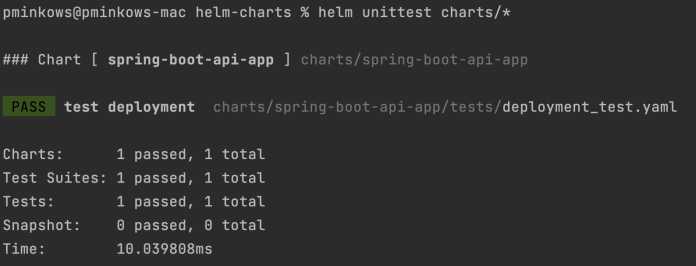 pminkows@pminkows-mac helm-charts % helm unittest charts/*
### Chart [ spring-boot-api-app ] charts/spring-boot-api-app
PASS test deployment charts/spring-boot-api-app/tests/deployment_test.yaml
Charts: 1 passed, 1 total
Test Suites: 1 passed, 1 total
Tests: 1 passed, 1 total
Snapshot: 0 passed, 0 total
Time: 10.039808ms